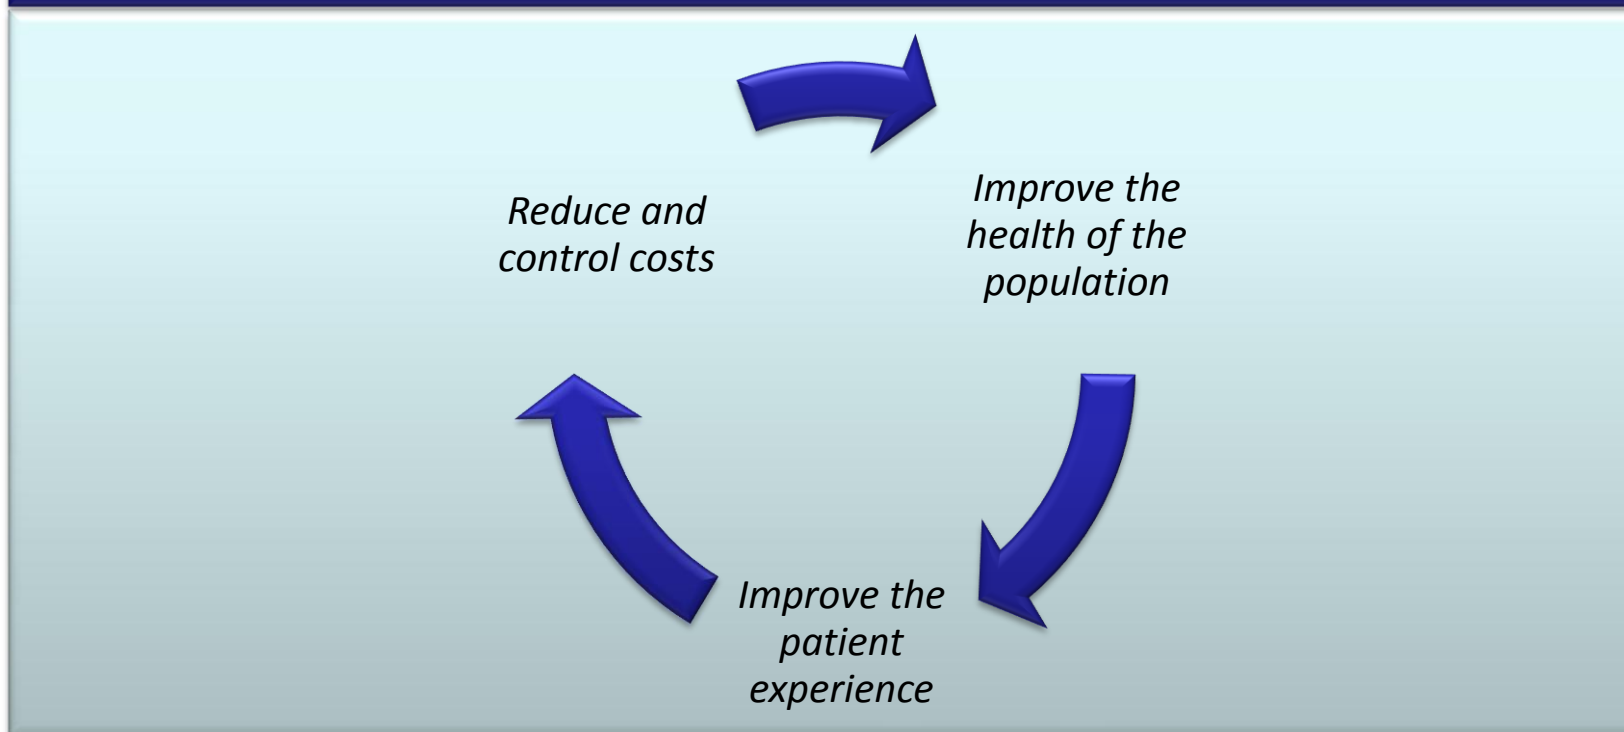 Reduce and
control costs
Improve the
health of the
population
Improve the
patient
experience